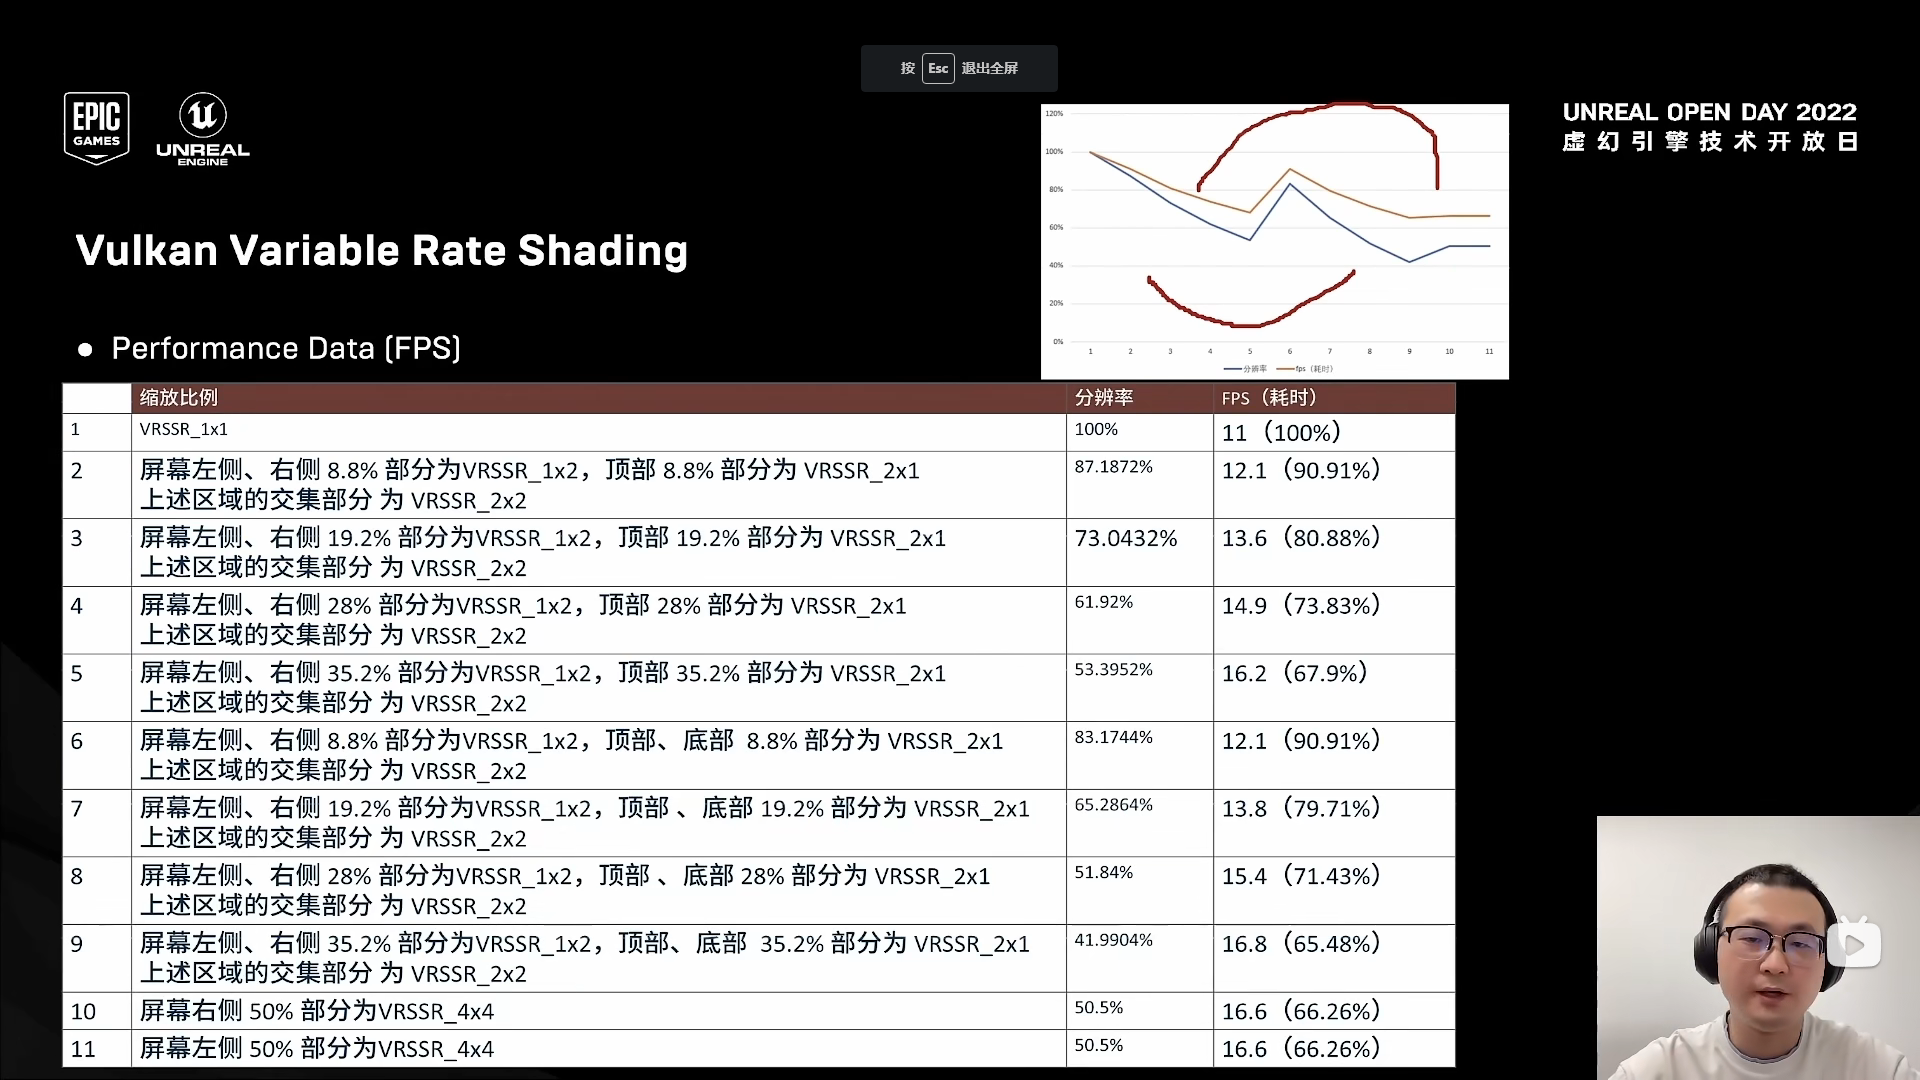 按 Esc 退出全屏
EPIC
GAMES
UNREAL
ENGINE
UNREAL OPEN DAY 2022
虚幻引擎技术开放日
120%
100%
80%
60%
40%
20%
0%
1 2 3 4 5 6 7 8 9 10 11
分辨率 fps（耗时）
Vulkan Variable Rate Shading
● Performance Data (FPS)
缩放比例 分辨率 FPS（耗时）
1 VRSSR_1x1 100% 11（100%）
2 屏幕左侧、右侧 8.8% 部分为VRSSR_1x2，顶部 8.8% 部分为 VRSSR_2x1 87.1872% 12.1（90.91%）
上述区域的交集部分 为 VRSSR_2x2
3 屏幕左侧、右侧 19.2% 部分为VRSSR_1x2，顶部 19.2% 部分为 VRSSR_2x1 73.0432% 13.6（80.88%）
上述区域的交集部分 为 VRSSR_2x2
4 屏幕左侧、右侧 28% 部分为VRSSR_1x2，顶部 28% 部分为 VRSSR_2x1 61.92% 14.9（73.83%）
上述区域的交集部分 为 VRSSR_2x2
5 屏幕左侧、右侧 35.2% 部分为VRSSR_1x2，顶部 35.2% 部分为 VRSSR_2x1 53.3952% 16.2（67.9%）
上述区域的交集部分 为 VRSSR_2x2
6 屏幕左侧、右侧 8.8% 部分为VRSSR_1x2，顶部、底部 8.8% 部分为 VRSSR_2x1 83.1744% 12.1（90.91%）
上述区域的交集部分 为 VRSSR_2x2
7 屏幕左侧、右侧 19.2% 部分为VRSSR_1x2，顶部 、底部 19.2% 部分为 VRSSR_2x1 65.2864% 13.8（79.71%）
上述区域的交集部分 为 VRSSR_2x2
8 屏幕左侧、右侧 28% 部分为VRSSR_1x2，顶部 、底部 28% 部分为 VRSSR_2x1 51.84% 15.4（71.43%）
上述区域的交集部分 为 VRSSR_2x2
9 屏幕左侧、右侧 35.2% 部分为VRSSR_1x2，顶部、底部 35.2% 部分为 VRSSR_2x1 41.9904% 16.8（65.48%）
上述区域的交集部分 为 VRSSR_2x2
10 屏幕右侧 50% 部分为VRSSR_4x4 50.5% 16.6（66.26%）
11 屏幕左侧 50% 部分为VRSSR_4x4 50.5% 16.6（66.26%）